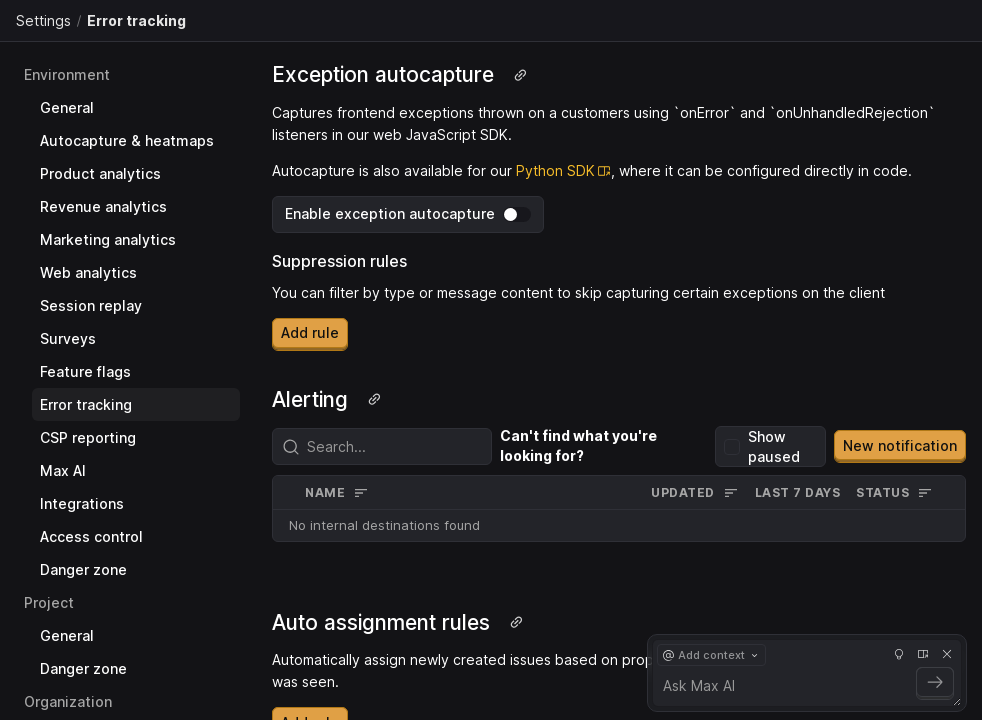 Settings / Error tracking
Environment
General
Autocapture & heatmaps
Product analytics
Revenue analytics
Marketing analytics
Web analytics
Session replay
Surveys
Feature flags
Error tracking
CSP reporting
Max AI
Integrations
Access control
Danger zone
Project
General
Danger zone
Organization
Exception autocapture
Captures frontend exceptions thrown on a customers using `onError` and `onUnhandledRejection`
listeners in our web JavaScript SDK.
Autocapture is also available for our Python SDK, where it can be configured directly in code.
Enable exception autocapture
Suppression rules
You can filter by type or message content to skip capturing certain exceptions on the client
Add rule
Alerting
Search...
Can't find what you're
looking for?
Show
paused
New notification
NAME UPDATED LAST 7 DAYS STATUS
No internal destinations found
Auto assignment rules
Automatically assign newly created issues based on
was seen.
@ Add context
Ask Max AI